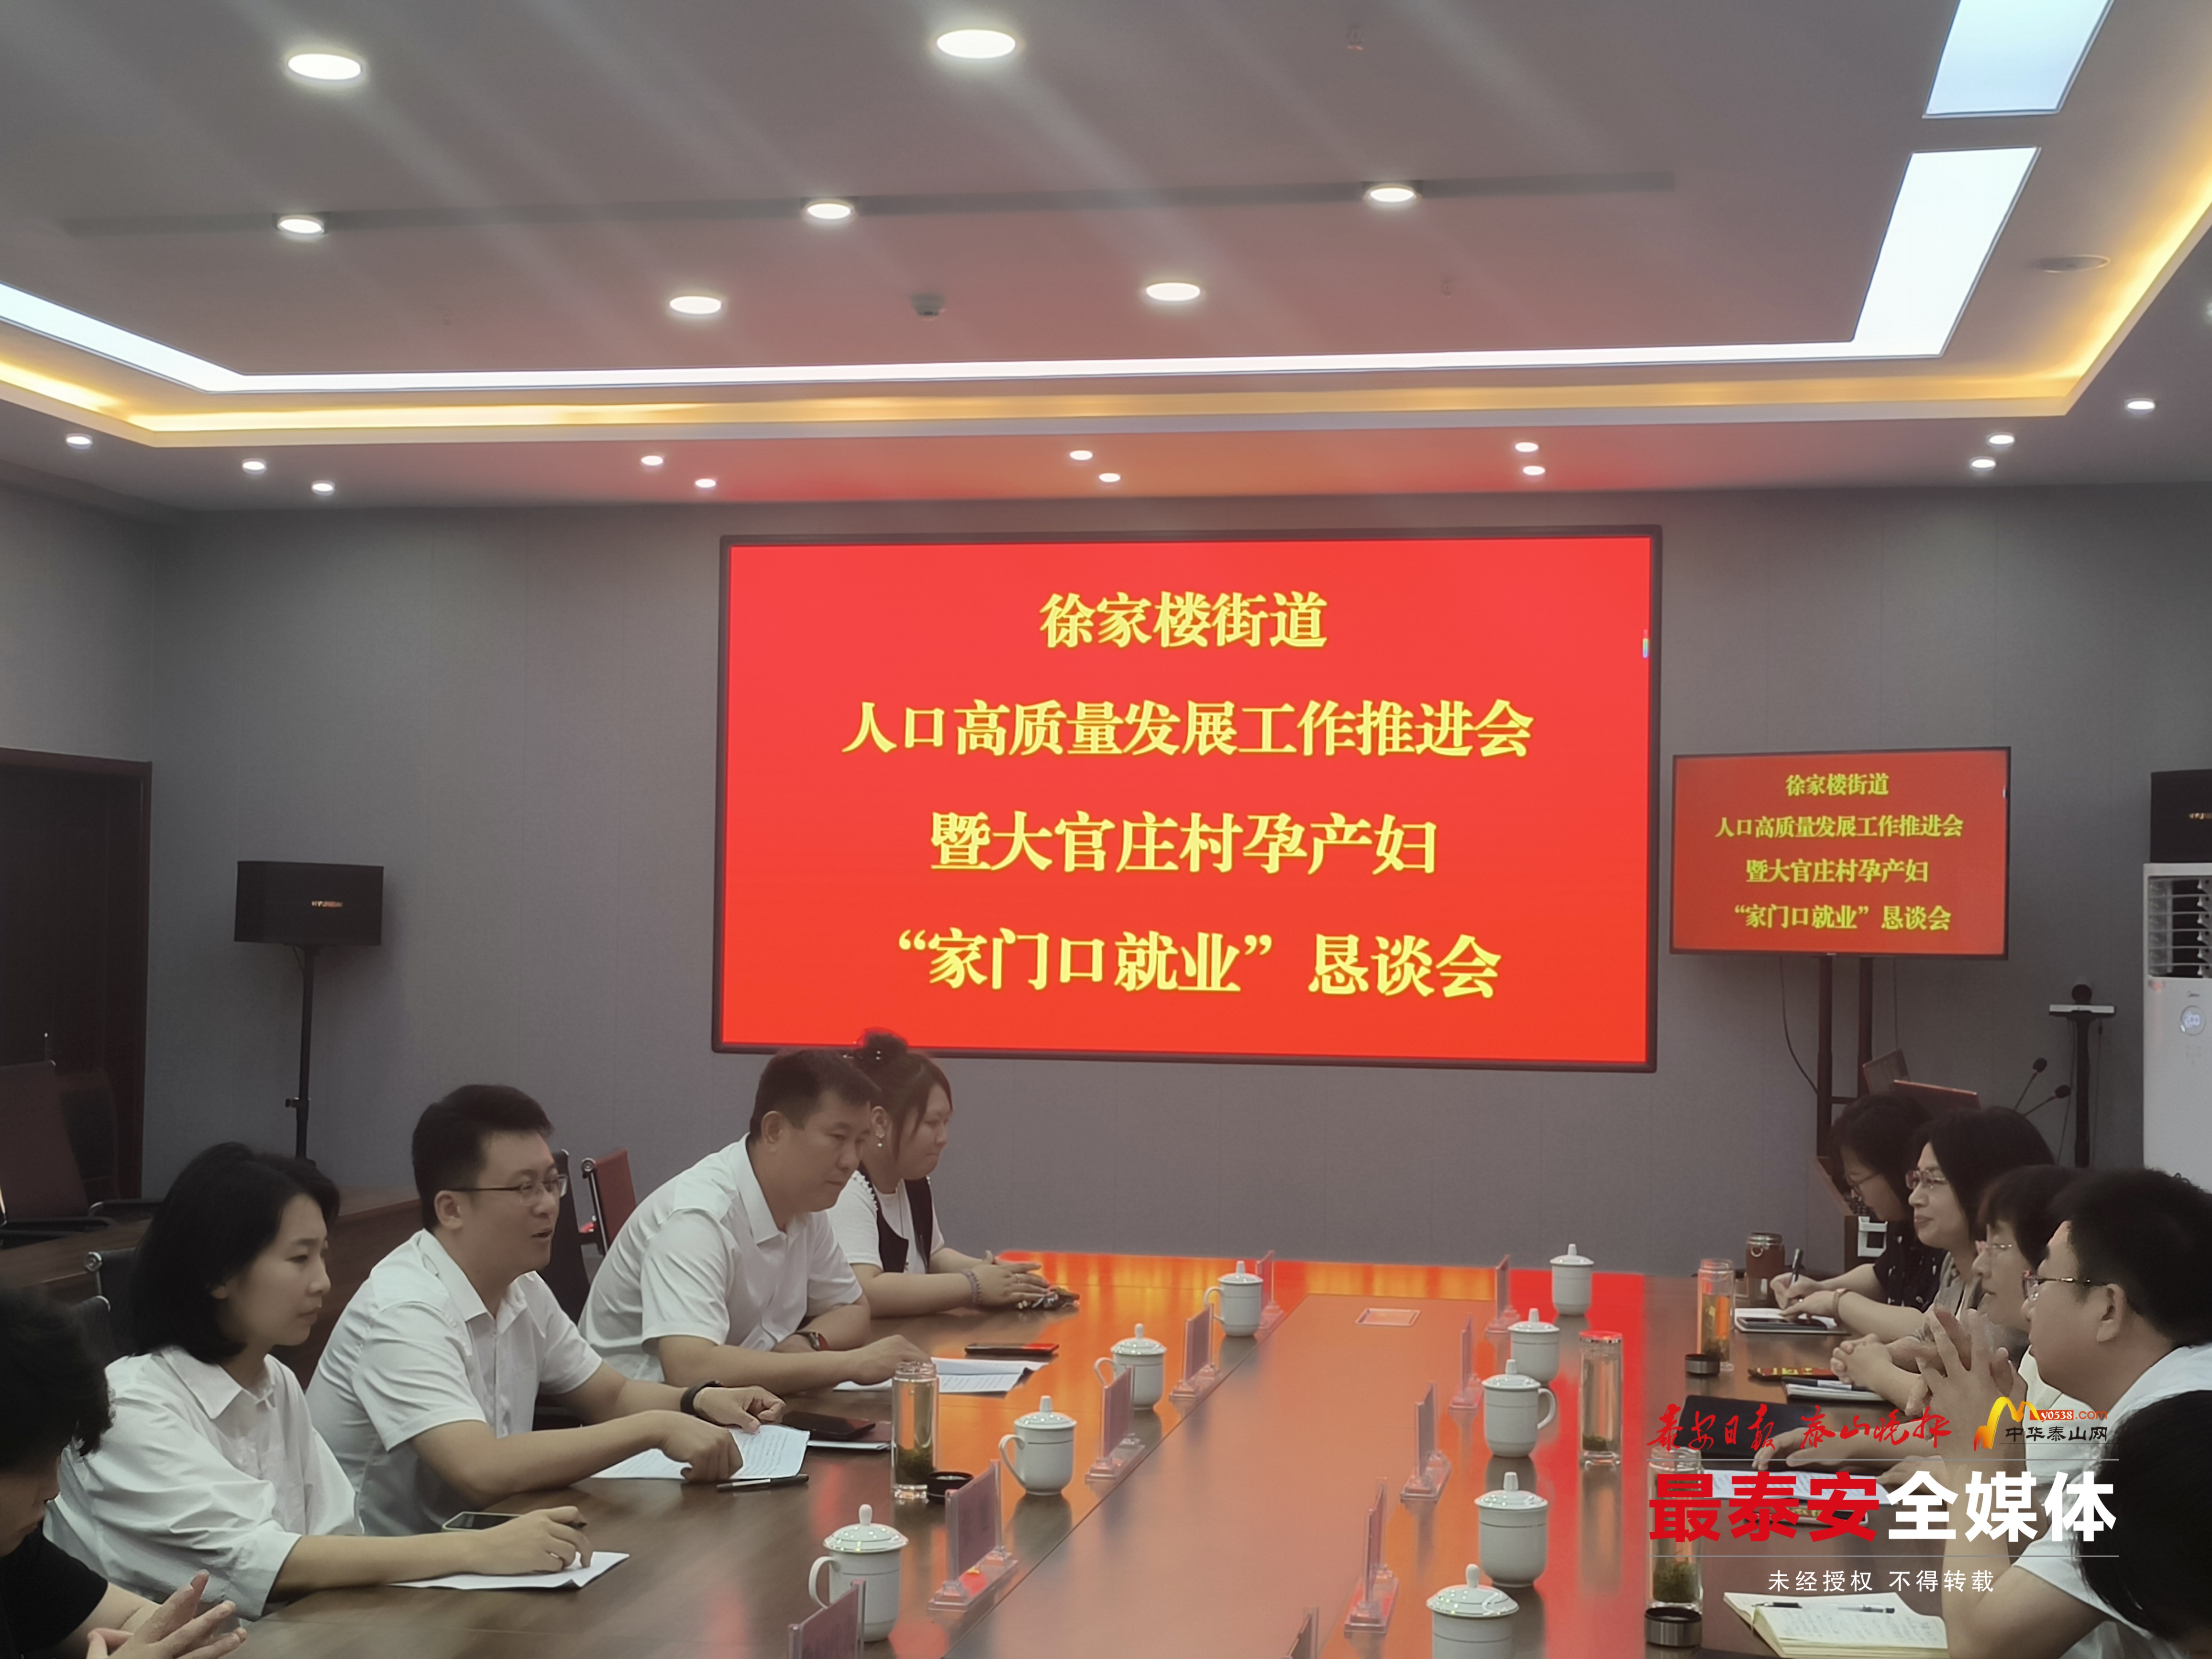 徐家楼街道
人口高质量发展工作推进会
暨大官庄村孕产妇
“家门口就业”恳谈会
徐家楼街道
人口高质量发展工作推进会
暨大官庄村孕产妇
“家门口就业”恳谈会
泰安日报 泰山晚报
my0538.com
中华泰山网
最泰安全媒体
未经授权 不得转载